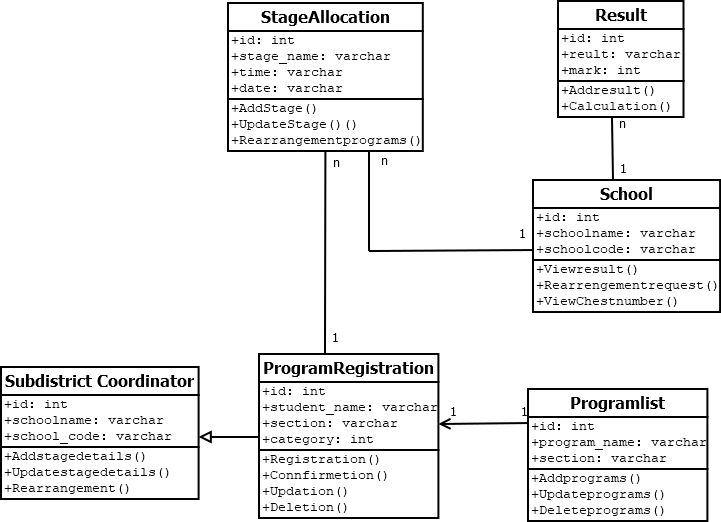 StageAllocation
+id: int
+stage_name: varchar
+time: varchar
+date: varchar
+AddStage()
+UpdateStage()()
+Rearrangementprograms()
Result
+id: int
+reult: varchar
+mark: int
+Addresult()
+Calculation()
n
n
n
1
School
+id: int
+schoolname: varchar
+schoolcode: varchar
+Viewresult()
+Rearrengementrequest()
+ViewChestnumber()
1
1
Subdistrict Coordinator
+id: int
+schoolname: varchar
+school_code: varchar
+Addstagedetails()
+Updatestagedetails()
+Rearrangement()
ProgramRegistration
+id: int
+student_name: varchar
+section: varchar
+category: int
+Registration()
+Connfirmetion()
+Updation()
+Deletion()
1
1
Programlist
+id: int
+program_name: varchar
+section: varchar
+Addprograms()
+Updateprograms()
+Deleteprograms()